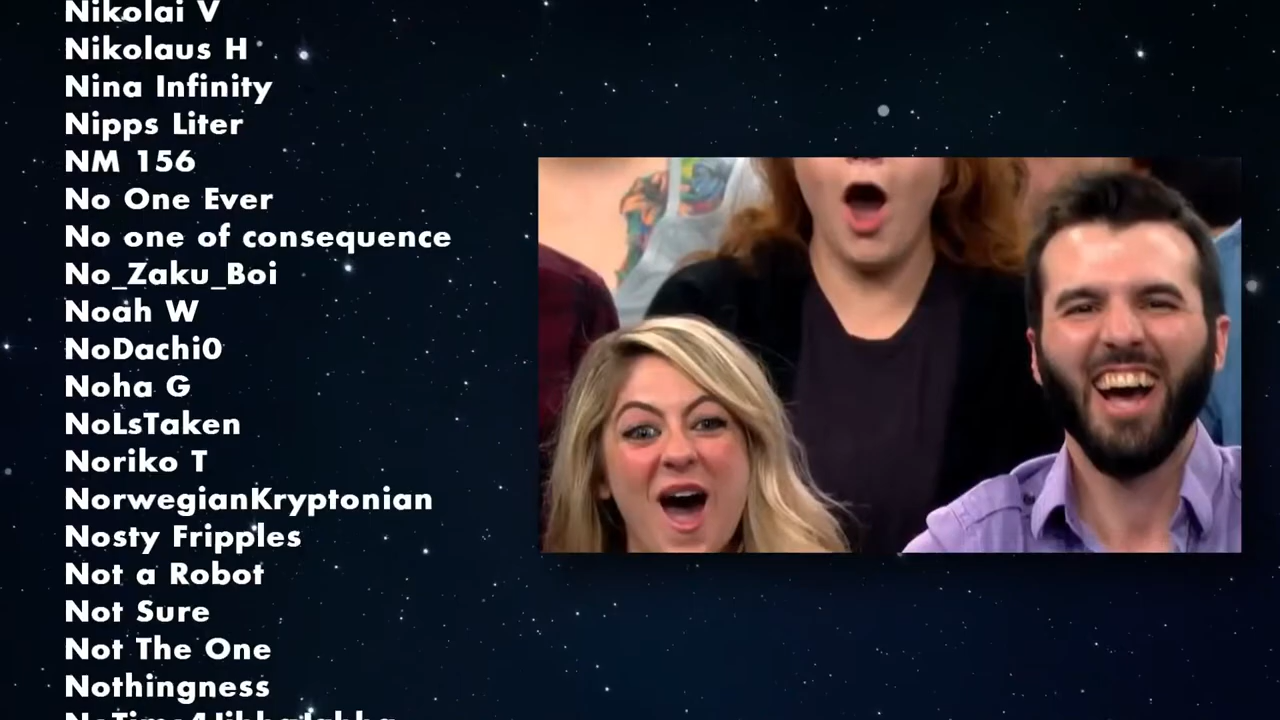 Nikolai V
Nikolaus H
Nina Infinity
Nipps Liter
NM 156
No One Ever
No one of consequence
No_Zaku_Boi
Noah W
NoDachi0
Noha G
NoLsTaken
Noriko T
NorwegianKryptonian
Nosty Fripples
Not a Robot
Not Sure
Not The One
Nothingness
NoTime4JibbaJabba